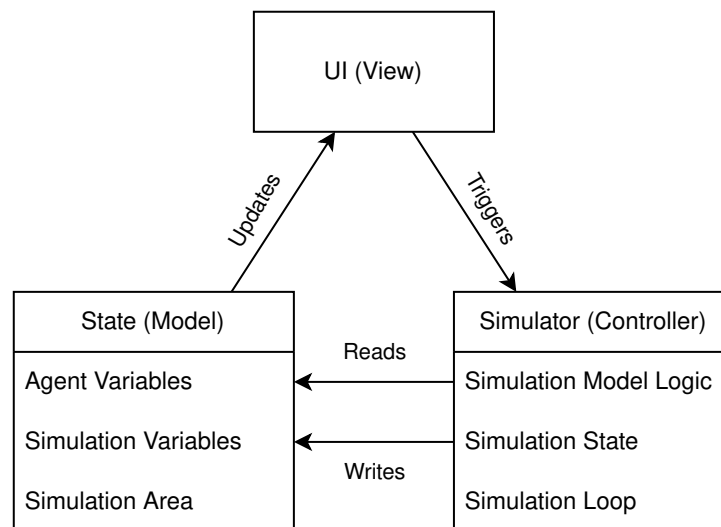 UI (View)
Updates
Triggers
State (Model)
Agent Variables
Simulation Variables
Simulation Area
Reads
Writes
Simulator (Controller)
Simulation Model Logic
Simulation State
Simulation Loop